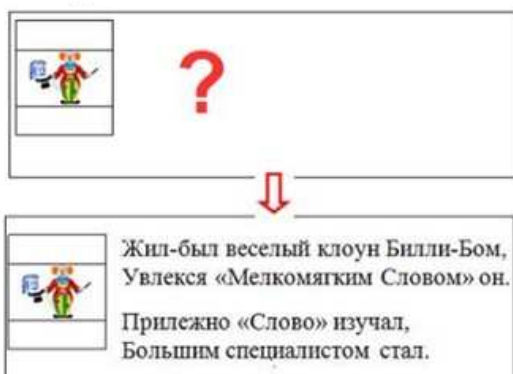 ?
Жил-был веселый клоун Билли-Бом,
Увлекся «Мелкомягким Словом» он.
Прилежно «Слово» изучал,
Большим специалистом стал.